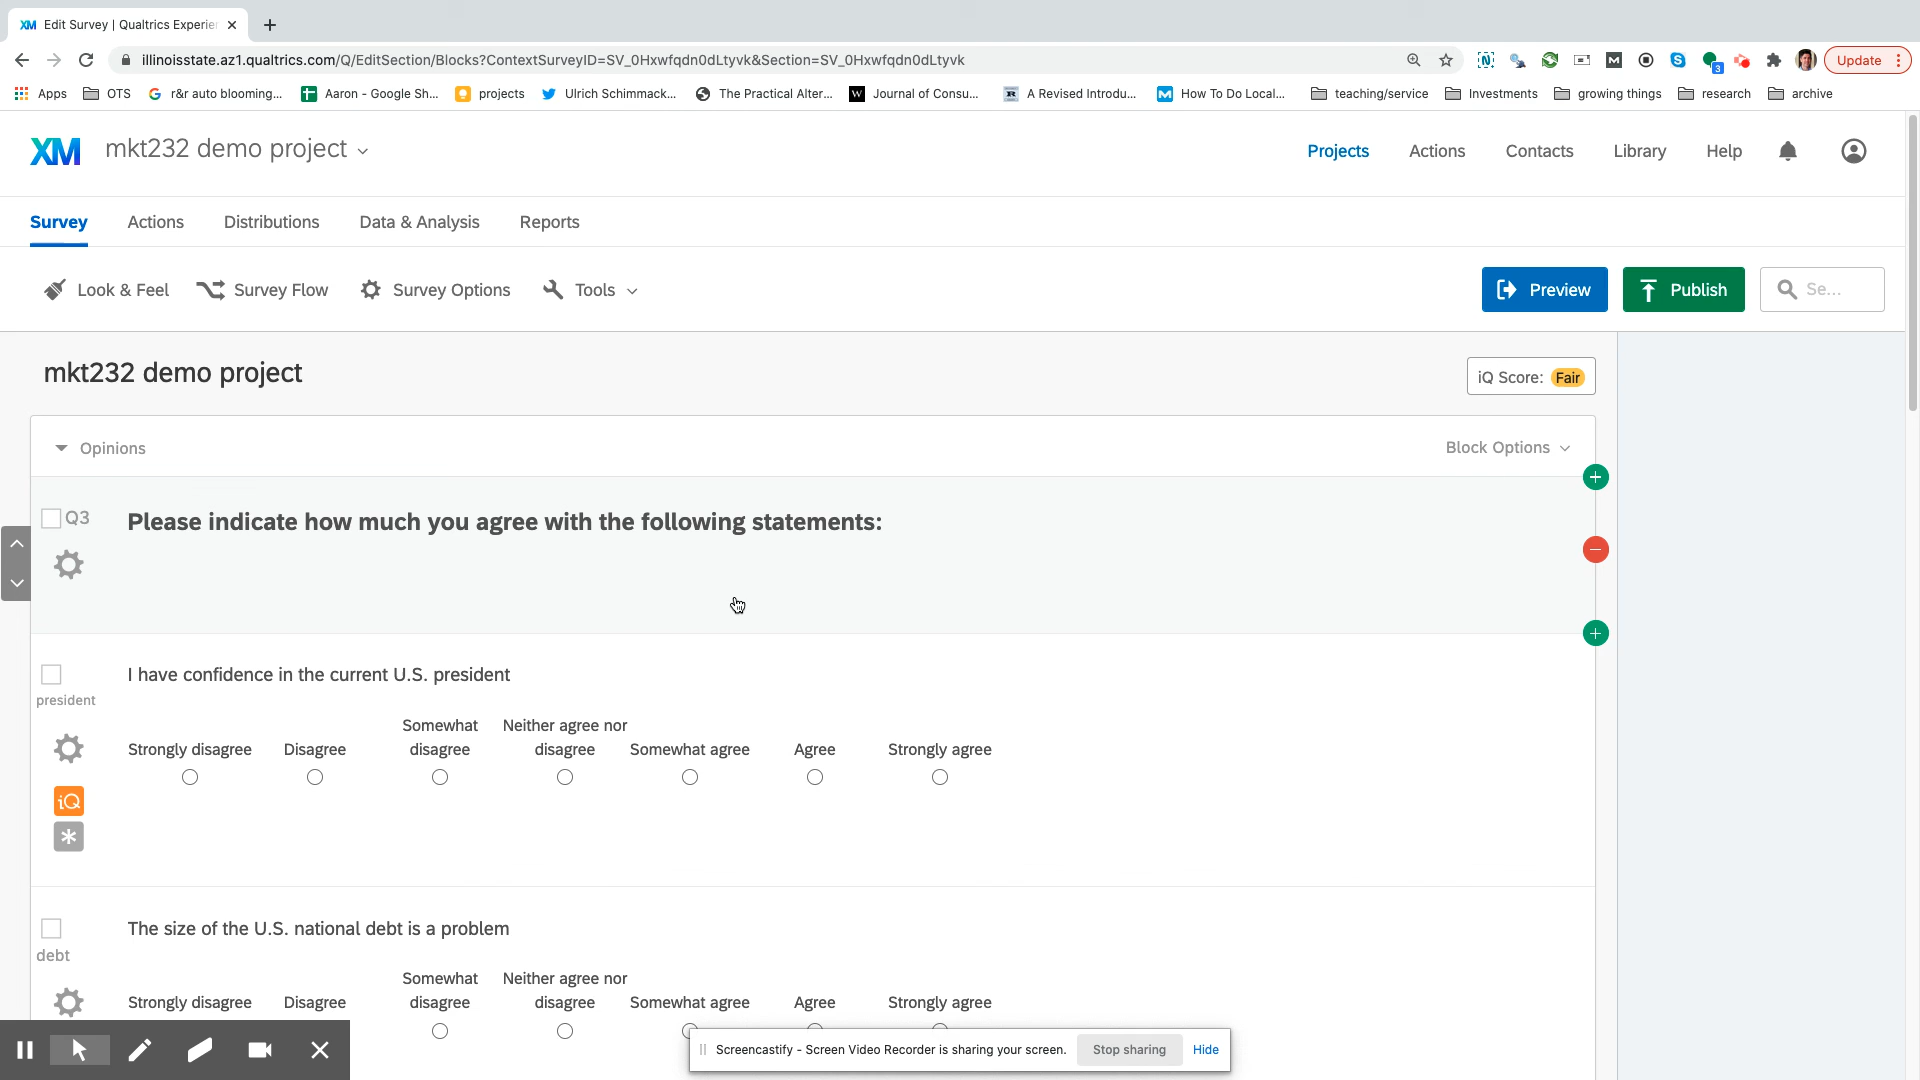 XM Edit Survey | Qualtrics Experie
illinoisstate.az1.qualtrics.com/Q/EditSection/Blocks?ContextSurveyID=SV_0Hxwfqdn0dLtyvk&Section=SV_0Hxwfqdn0dLtyvk
3
Update
Apps OTS r&r auto blooming... Aaron - Google Sh... projects Ulrich Schimmack... The Practical Alter... W Journal of Consu... A Revised Introdu... How To Do Local... teaching/service Investments growing things research archive
XM mkt232 demo project
Projects Actions Contacts Library Help
Survey Actions Distributions Data & Analysis Reports
Look & Feel Survey Flow Survey Options Tools
Preview Publish Se...
mkt232 demo project
iQ Score: Fair
Opinions Block Options
Q3 Please indicate how much you agree with the following statements:
I have confidence in the current U.S. president
president
Somewhat Neither agree nor
Strongly disagree Disagree disagree disagree Somewhat agree Agree Strongly agree
iQ
The size of the U.S. national debt is a problem
debt
Somewhat Neither agree nor
Strongly disagree Disagree disagree disagree Somewhat agree Agree Strongly agree
Screencastify - Screen Video Recorder is sharing your screen. Stop sharing Hide